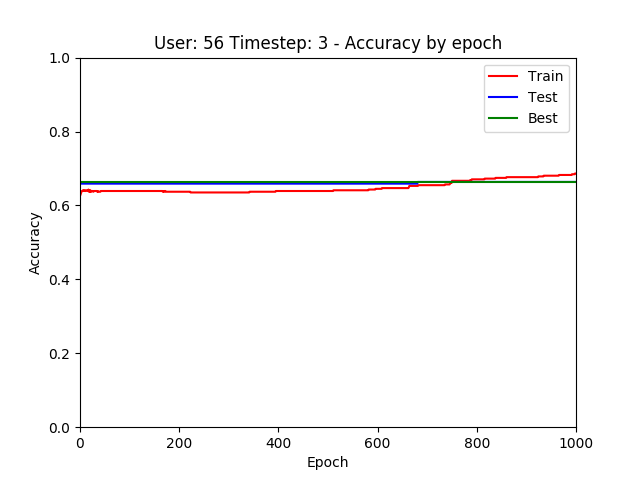 User: 56 Timestep: 3 - Accuracy by epoch
1.0
0.8
0.6
0.4
0.2
0.0
Accuracy
Train
Test
Best
0 200 400 600 800 1000
Epoch